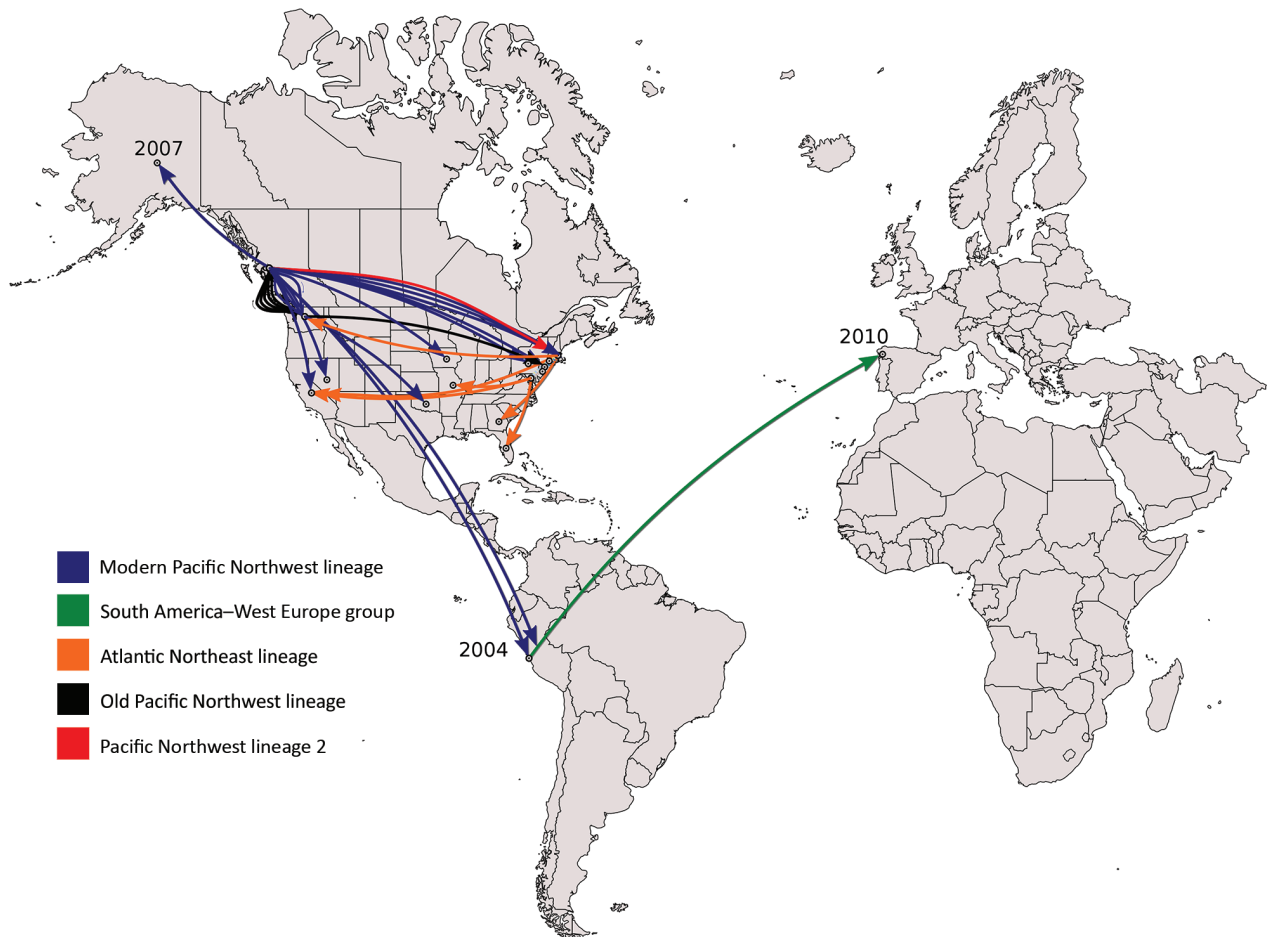 2007
2010
2004
Modern Pacific Northwest lineage
South America–West Europe group
Atlantic Northeast lineage
Old Pacific Northwest lineage
Pacific Northwest lineage 2